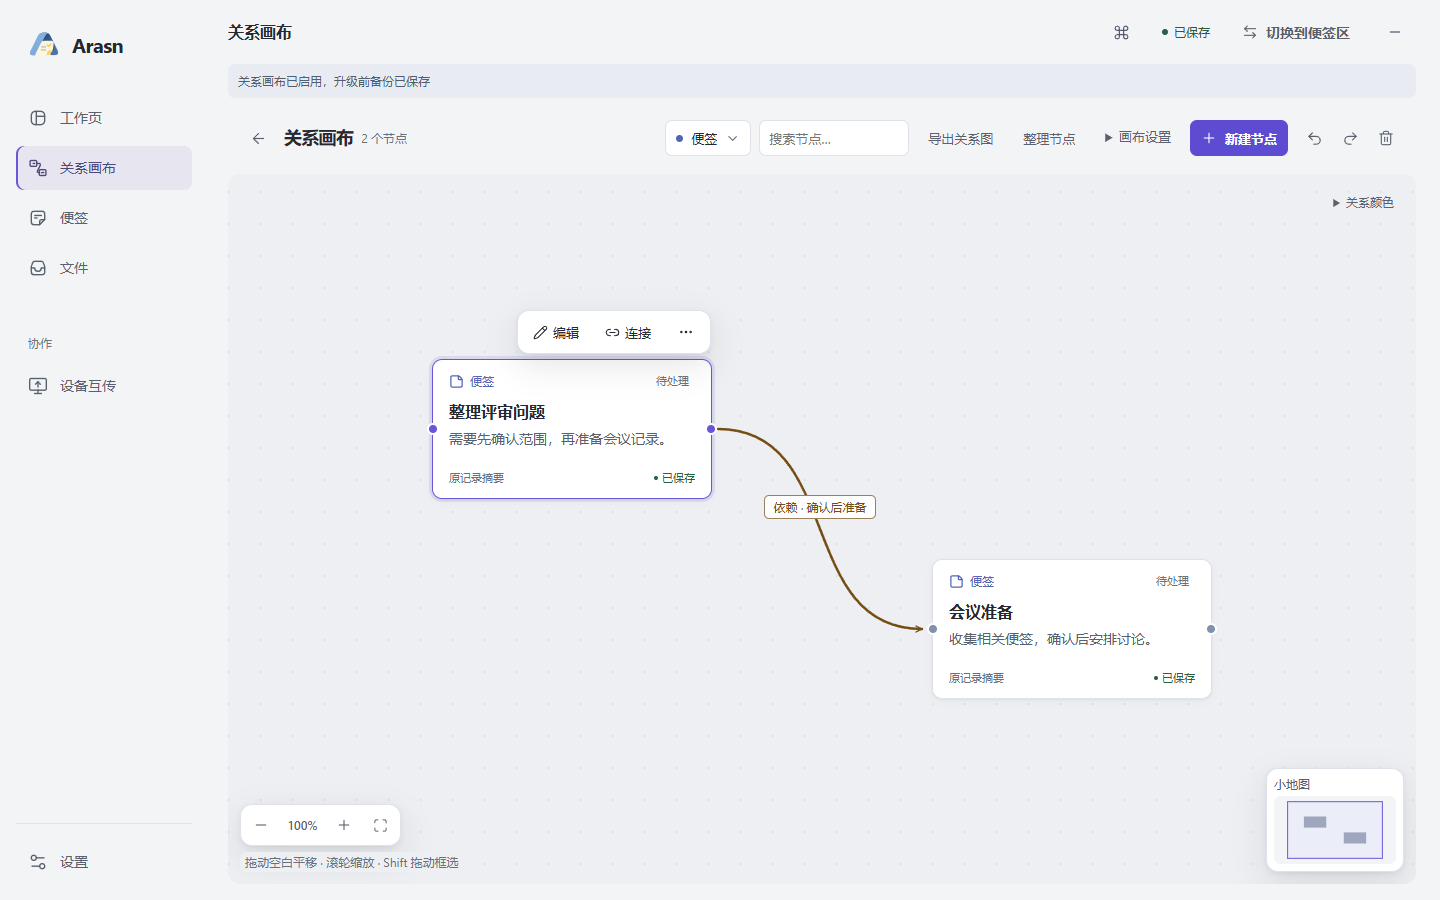 Arasn
工作页
关系画布
便签
文件
协作
设备互传
设置
关系画布
已保存
切换到便签区
关系画布已启用，升级前备份已保存
关系画布 2 个节点
便签
搜索节点...
导出关系图
整理节点
画布设置
新建节点
关系颜色
编辑
连接
便签
待处理
整理评审问题
需要先确认范围，再准备会议记录。
原记录摘要
已保存
依赖 · 确认后准备
便签
待处理
会议准备
收集相关便签，确认后安排讨论。
原记录摘要
已保存
小地图
100%
拖动空白平移 · 滚轮缩放 · Shift 拖动框选